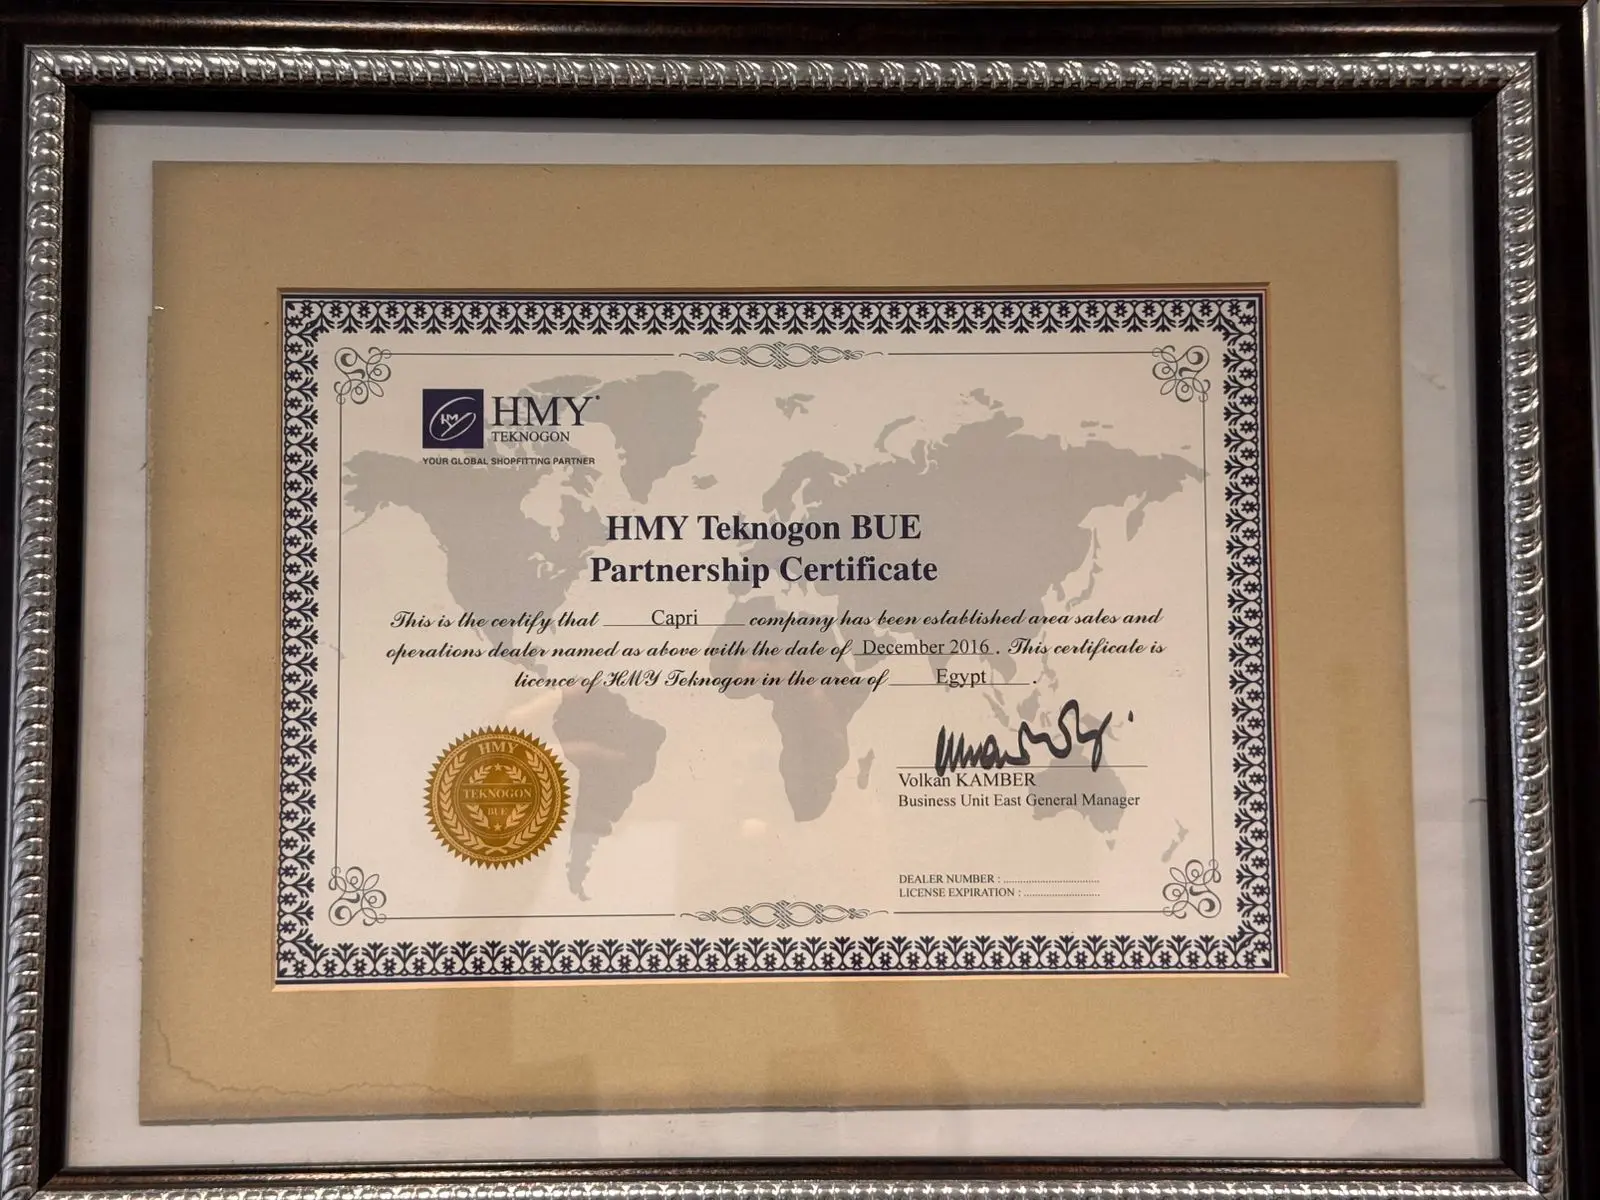 HMY
HMY
TEKNOGON
YOUR GLOBAL SHOPFITTING PARTNER
HMY Teknogon BUE
Partnership Certificate
This is the certify that Capri company has been established area sales and
operations dealer named as above with the date of December 2016 . This certificate is
licence of HMY Teknogon in the area of Egypt .
HMY
TEKNOGON
BUE
Volkan KAMBER
Business Unit East General Manager
DEALER NUMBER : ................................
LICENSE EXPIRATION : .........................